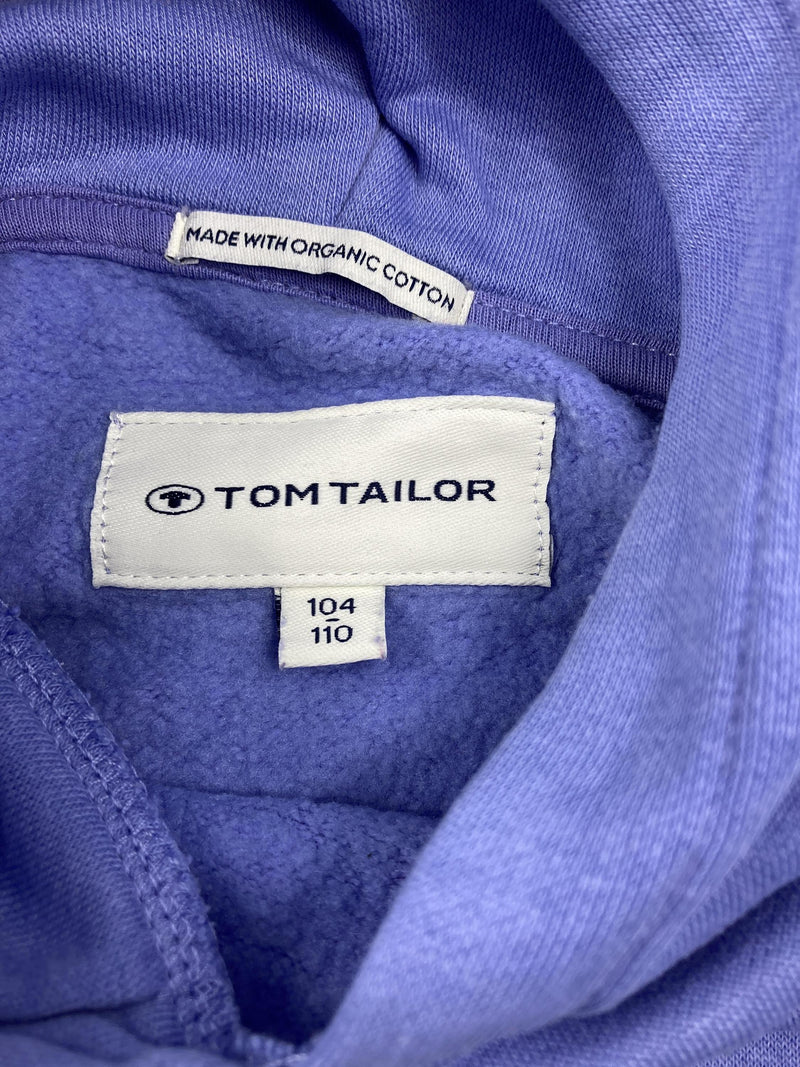 MADE WITH ORGANIC COTTON
TOM TAILOR
104
-
110